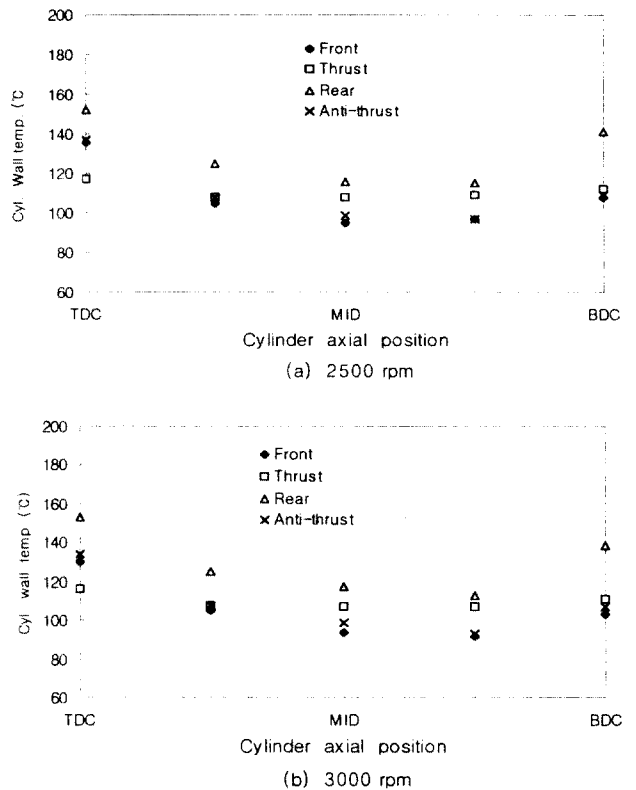 200
180
160
140
120
100
80
60
Cyl. Wall temp. (℃
Front
Thrust
Rear
Anti-thrust
TDC
MID
BDC
Cylinder axial position
(a) 2500 rpm
200
180
160
140
120
100
80
60
Cyl wall temp (℃)
Front
Thrust
Rear
Anti-thrust
TDC
MID
BDC
Cylinder axial position
(b) 3000 rpm